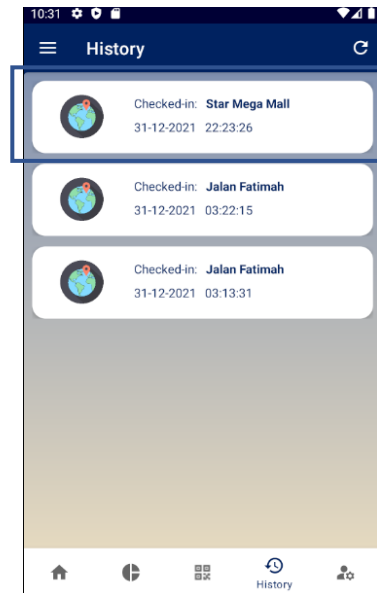 10:31
History
Checked-in: Star Mega Mall
31-12-2021 22:23:26
Checked-in: Jalan Fatimah
31-12-2021 03:22:15
Checked-in: Jalan Fatimah
31-12-2021 03:13:31
History